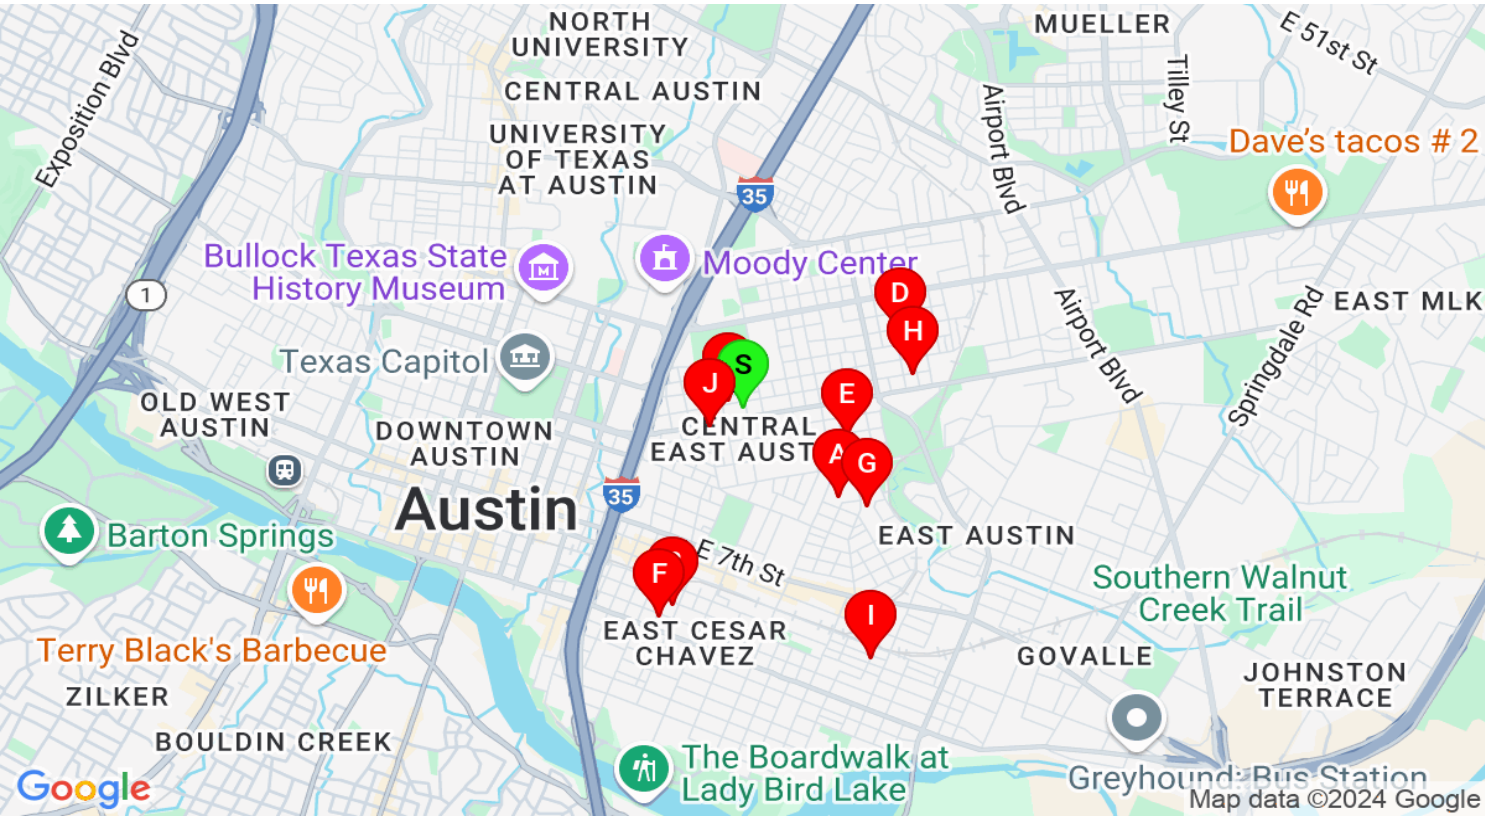 NORTH
UNIVERSITY
MUELLER
E 51st St
Exposition Blvd
CENTRAL AUSTIN
Tilley St
Airport Blvd
UNIVERSITY
OF TEXAS
AT AUSTIN
Dave's tacos # 2
35
Bullock Texas State
History Museum
Moody Center
1
D
H
Airport Blvd
Springdale Rd
EAST MLK
Texas Capitol
S
J
E
OLD WEST
AUSTIN
DOWNTOWN
AUSTIN
CENTRAL
EAST AUST
A
G
Austin
35
Barton Springs
EAST AUSTIN
E 7th St
F
I
Southern Walnut
Creek Trail
EAST CESAR
CHAVEZ
Terry Black's Barbecue
GOVALLE
JOHNSTON
TERRACE
ZILKER
BOULDIN CREEK
The Boardwalk at
Lady Bird Lake
Greyhound: Bus Station
Google
Map data ©2024 Google